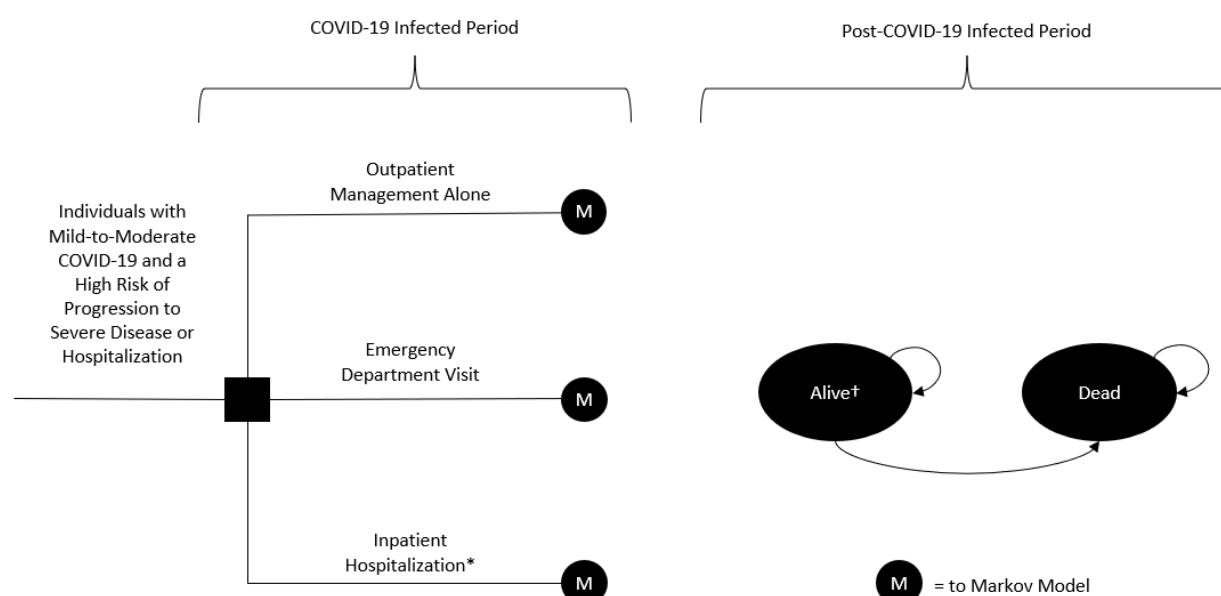 COVID-19 Infected Period
Post-COVID-19 Infected Period
Individuals with
Mild-to-Moderate
COVID-19 and a
High Risk of
Progression to
Severe Disease or
Hospitalization
Outpatient
Management Alone
M
Emergency
Department Visit
M
Inpatient
Hospitalization*
M
Alive†
Dead
M = to Markov Model